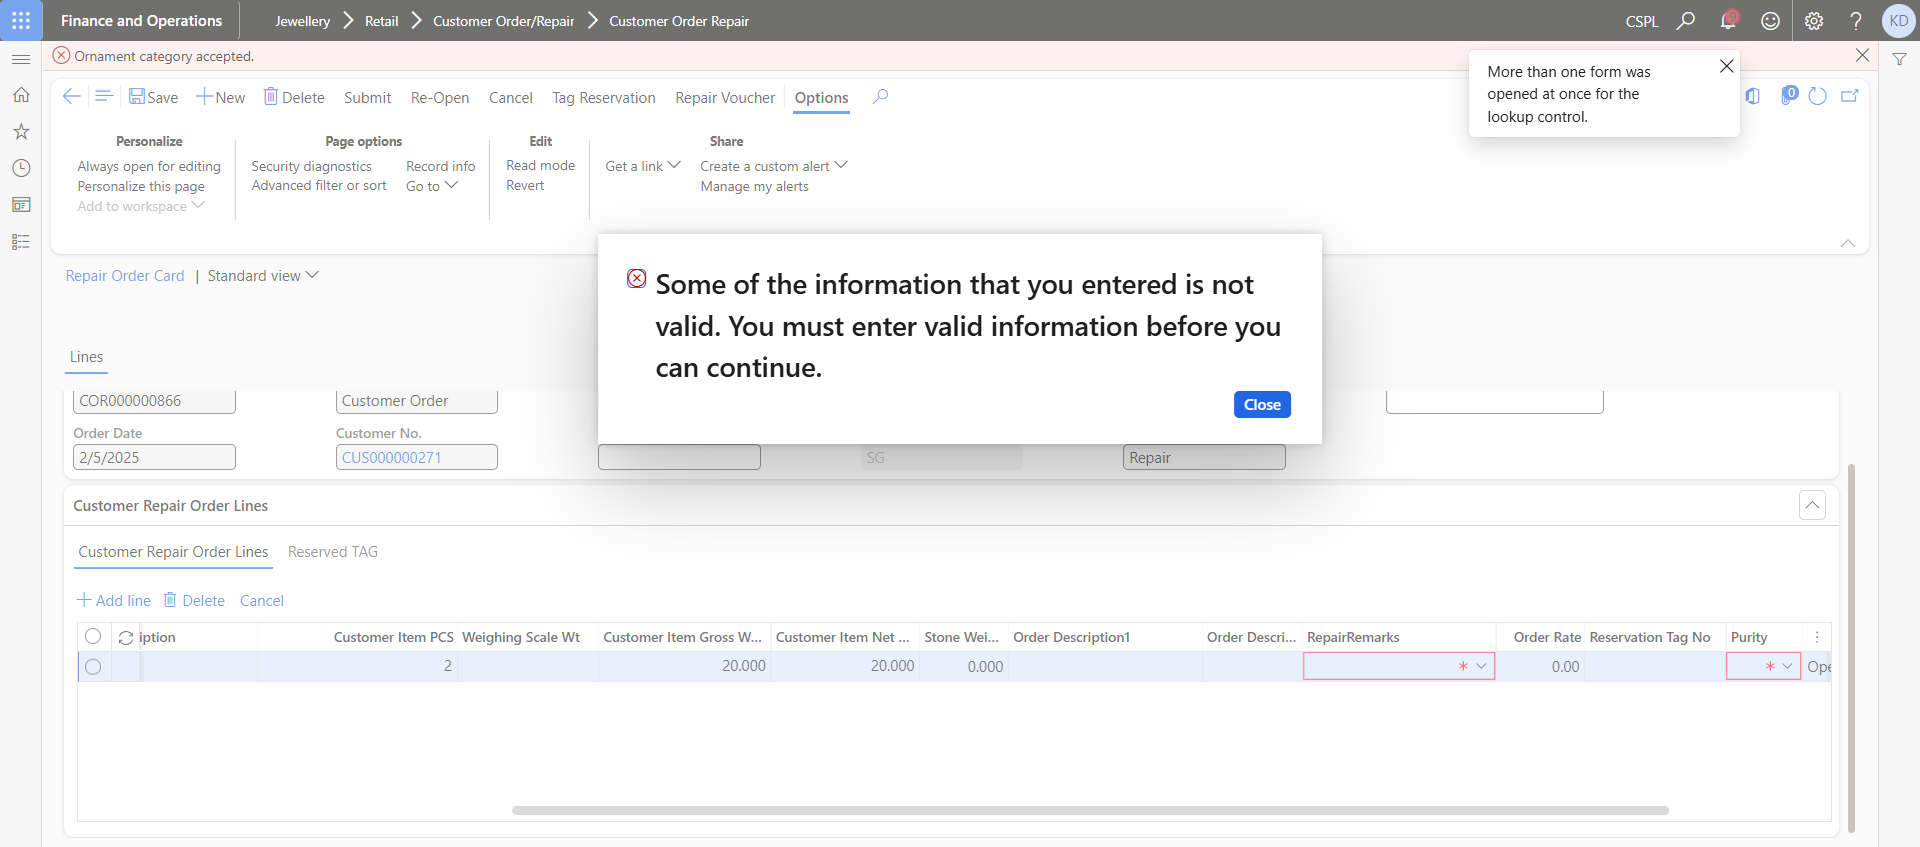 Finance and Operations
Jewellery Retail Customer Order/Repair Customer Order Repair
CSPL
KD
Ornament category accepted.
More than one form was
opened at once for the
lookup control.
Save New Delete Submit Re-Open Cancel Tag Reservation Repair Voucher Options
0
Personalize
Always open for editing
Personalize this page
Add to workspace
Page options
Security diagnostics Record info
Advanced filter or sort Go to
Edit
Read mode
Revert
Share
Get a link Create a custom alert
Manage my alerts
Repair Order Card | Standard view
Some of the information that you entered is not
valid. You must enter valid information before you
can continue.
Close
Lines
COR000000866 Customer Order
Order Date Customer No.
2/5/2025 CUS000000271 SG Repair
Customer Repair Order Lines
Customer Repair Order Lines Reserved TAG
Add line Delete Cancel
iption Customer Item PCS Weighing Scale Wt Customer Item Gross W... Customer Item Net ... Stone Wei... Order Description1 Order Descri... RepairRemarks Order Rate Reservation Tag No Purity
2 20.000 20.000 0.000 * 0.00 * Ope